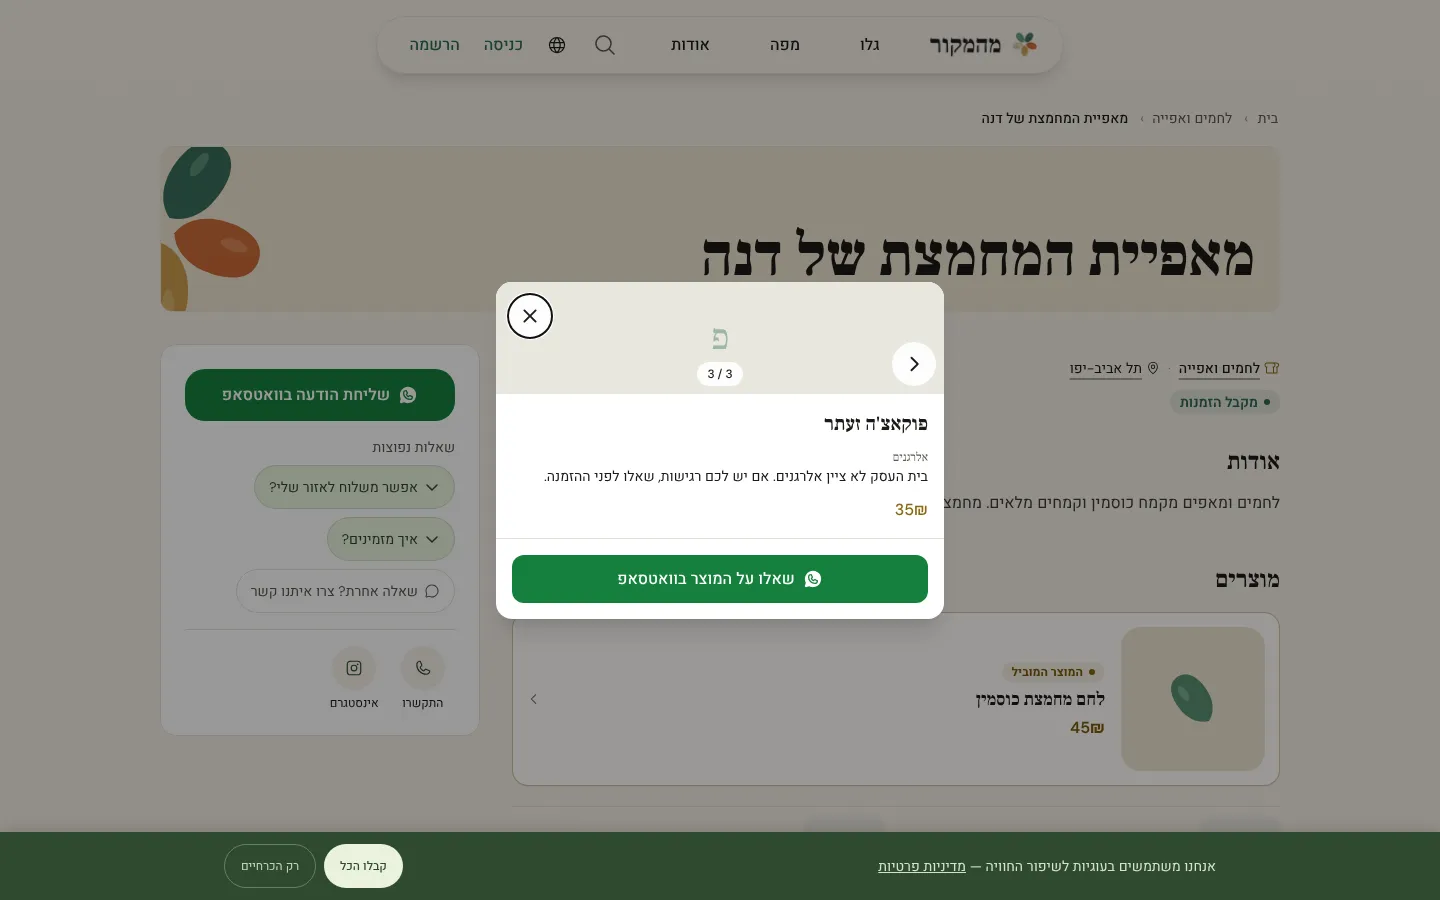 מהמקור
גלו
מפה
אודות
כניסה
הרשמה
בית › לחמים ואפייה › מאפיית המחמצת של דנה
מאפיית המחמצת של דנה
לחמים ואפייה · תל אביב-יפו
מקבל הזמנות
אודות
לחמים ומאפים מקמח כוסמין וקמחים מלאים. מחמצ
מוצרים
המוצר המוביל
לחם מחמצת כוסמין
45₪
פ
3 / 3
פוקאצ'ה זעתר
אלרגנים
בית העסק לא ציין אלרגנים. אם יש לכם רגישות, שאלו לפני ההזמנה.
35₪
שאלו על המוצר בוואטסאפ
שליחת הודעה בוואטסאפ
שאלות נפוצות
אפשר משלוח לאזור שלי?
איך מזמינים?
שאלה אחרת? צרו איתנו קשר
התקשרו
אינסטגרם
אנחנו משתמשים בעוגיות לשיפור החוויה — מדיניות פרטיות
קבלו הכל
רק הכרחיים